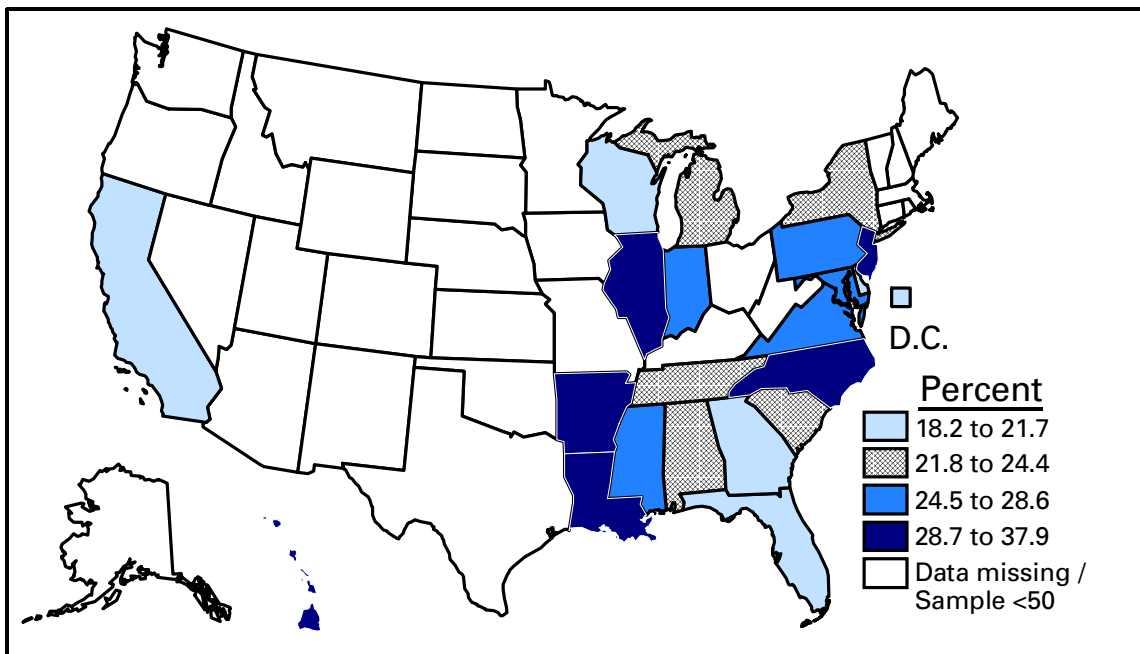 D.C.
Percent
18.2 to 21.7
21.8 to 24.4
24.5 to 28.6
28.7 to 37.9
Data missing /
Sample <50